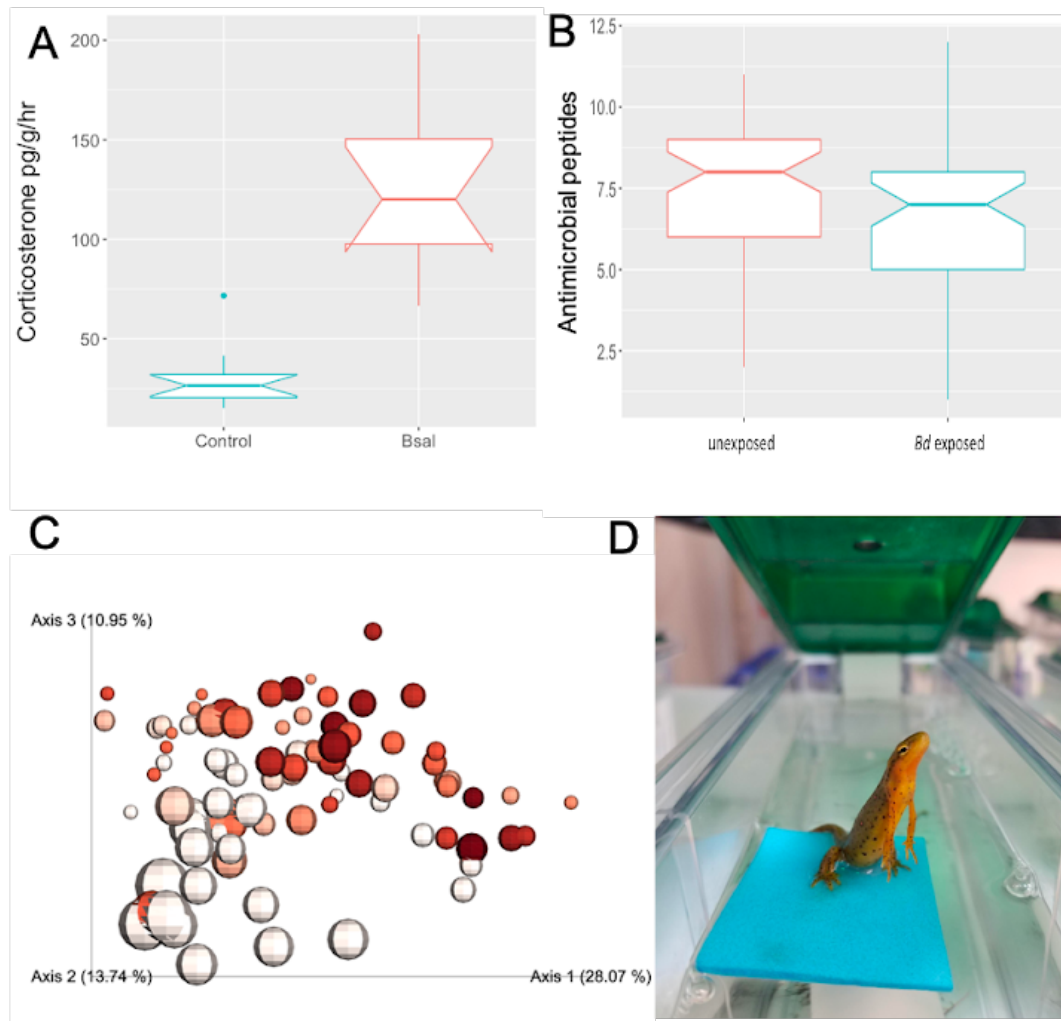 A
Corticosterone pg/g/hr
200
150
100
50
Control
Bsal
B
Antimicrobial peptides
12.5
10.0
7.5
5.0
2.5
unexposed
Bd exposed
C
Axis 3 (10.95 %)
Axis 2 (13.74 %)
Axis 1 (28.07 %)
D